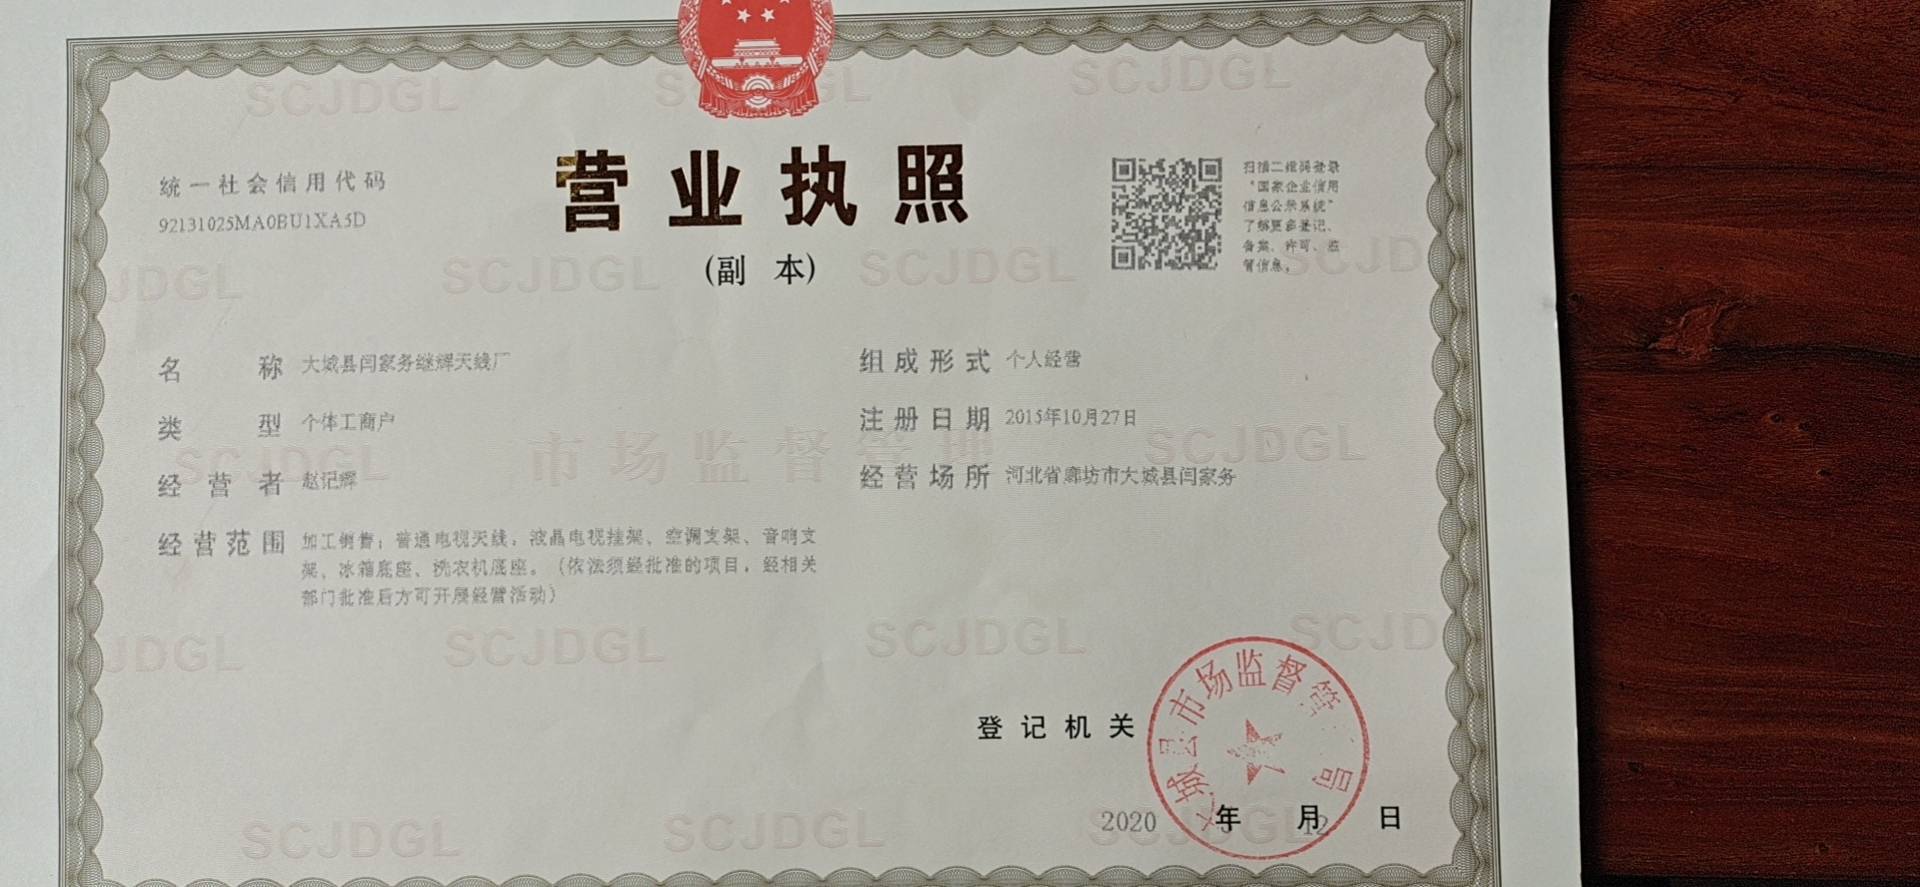 统一社会信用代码
92131025MA0BU1XA5D
营业执照
(副 本)
扫描二维码登录
“国家企业信用
信息公示系统”
了解更多登记、
备案、许可、监
管信息。
名 称 大城县闫家务继辉天线厂
类 型 个体工商户
经 营 者 赵记辉
经营范围 加工销售；普通电视天线，液晶电视挂架、空调支架、音响支
架、冰箱底座、洗衣机底座。（依法须经批准的项目，经相关
部门批准后方可开展经营活动）
组成形式 个人经营
注册日期 2015年10月27日
经营场所 河北省廊坊市大城县闫家务
市场监督管理
登记机关
大城县市场监督管 局
2020 年 月 12 日
SCJDGL